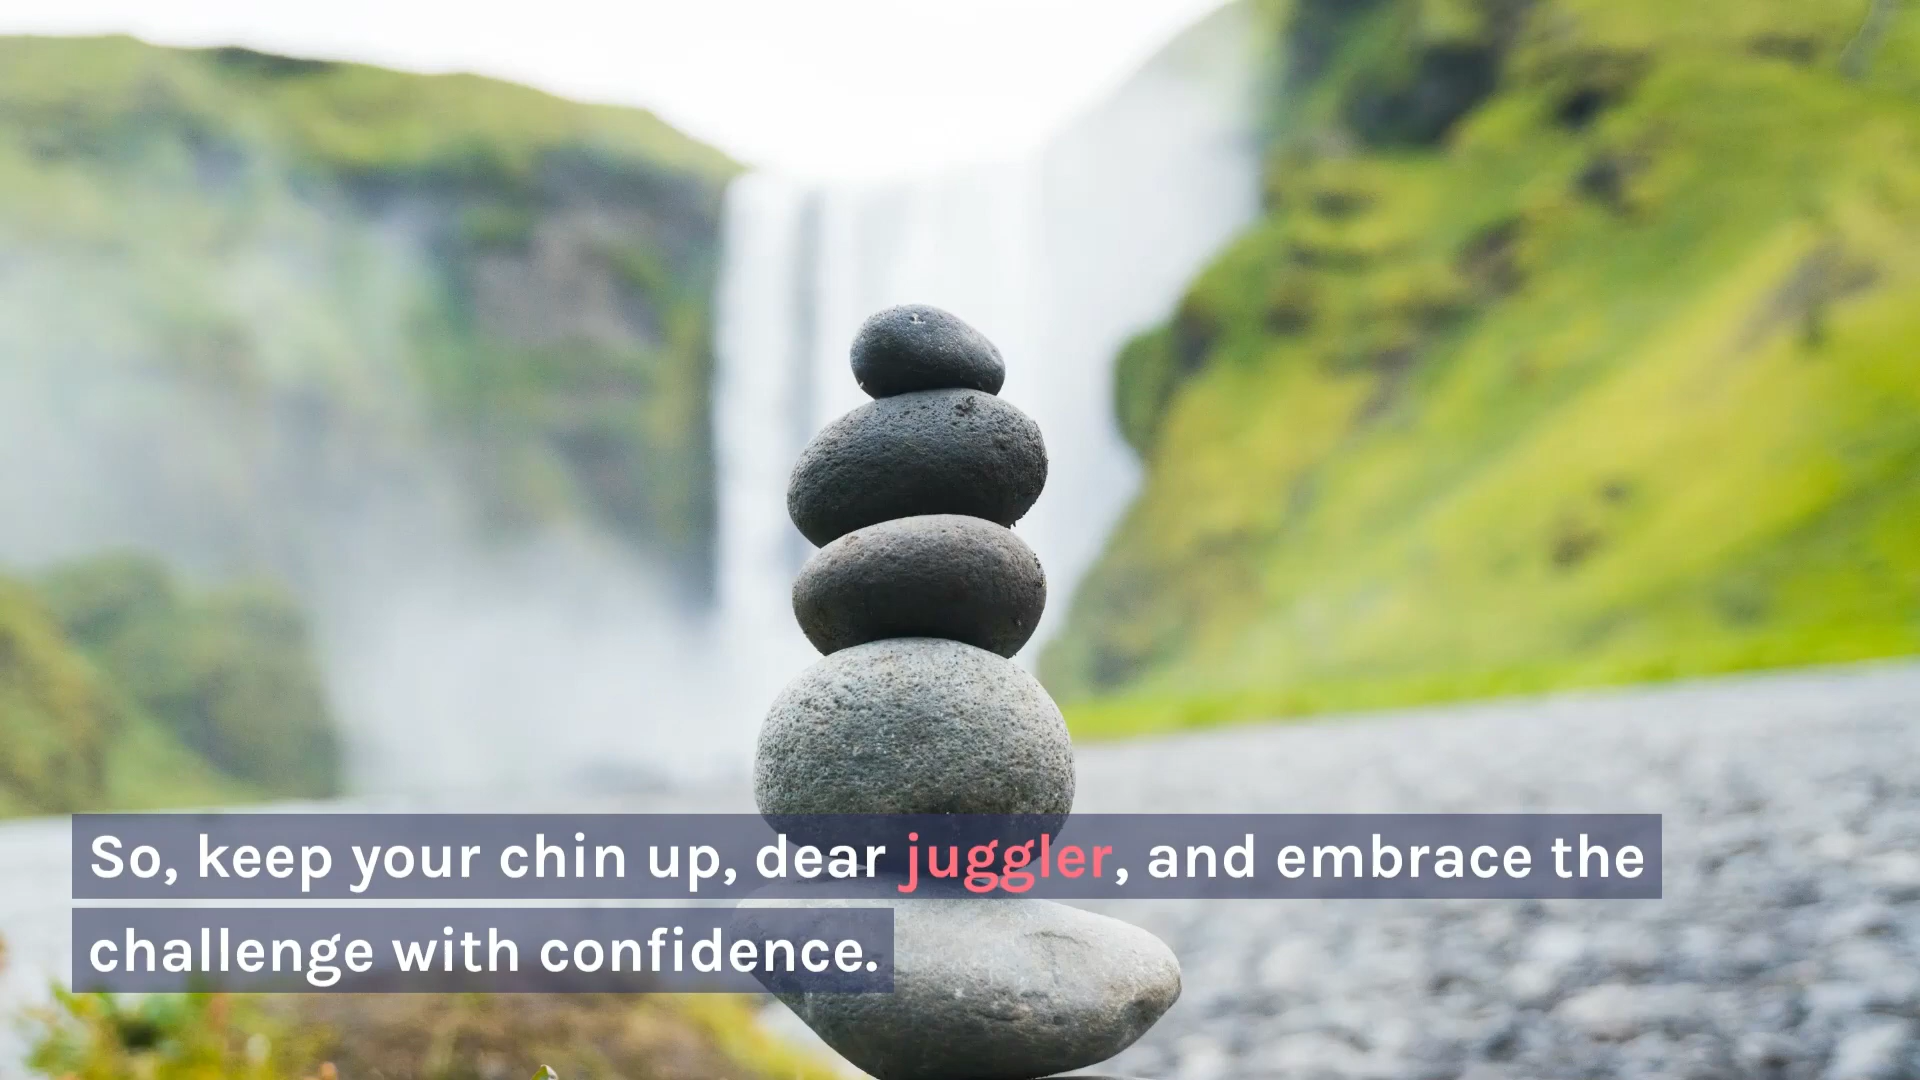 So, keep your chin up, dear juggler, and embrace the
challenge with confidence.